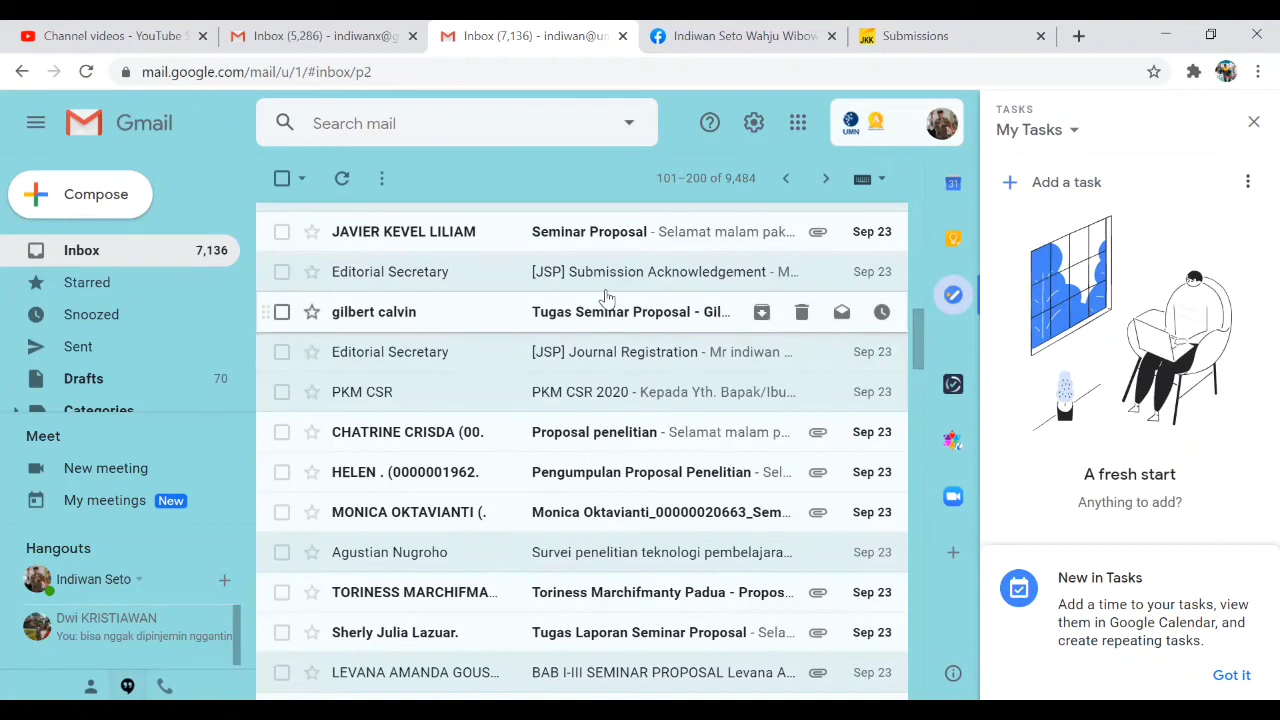 Channel videos - YouTube S
Inbox (5,286) - indiwanx@g
Inbox (7,136) - indiwan@un
Indiwan Seto Wahju Wibow
JKK
Submissions
mail.google.com/mail/u/1/#inbox/p2
Gmail
Search mail
UMN
TASKS
My Tasks
Compose
101–200 of 9,484
31
Add a task
Inbox 7,136
Starred
Snoozed
Sent
Drafts 70
Categories
Meet
New meeting
My meetings New
Hangouts
Indiwan Seto
Dwi KRISTIAWAN
You: bisa nggak dipinjemin nggantin
JAVIER KEVEL LILIAM Seminar Proposal - Selamat malam pak... Sep 23
Editorial Secretary [JSP] Submission Acknowledgement - M... Sep 23
gilbert calvin Tugas Seminar Proposal - Gil...
Editorial Secretary [JSP] Journal Registration - Mr indiwan ... Sep 23
PKM CSR PKM CSR 2020 - Kepada Yth. Bapak/Ibu... Sep 23
CHATRINE CRISDA (00. Proposal penelitian - Selamat malam p... Sep 23
HELEN . (0000001962. Pengumpulan Proposal Penelitian - Sel... Sep 23
MONICA OKTAVIANTI (. Monica Oktavianti_00000020663_Sem... Sep 23
Agustian Nugroho Survei penelitian teknologi pembelajara... Sep 23
TORINESS MARCHIFMA... Toriness Marchifmanty Padua - Propos... Sep 23
Sherly Julia Lazuar. Tugas Laporan Seminar Proposal - Sela... Sep 23
LEVANA AMANDA GOUS... BAB I-III SEMINAR PROPOSAL Levana A... Sep 23
A fresh start
Anything to add?
New in Tasks
Add a time to your tasks, view
them in Google Calendar, and
create repeating tasks.
Got it